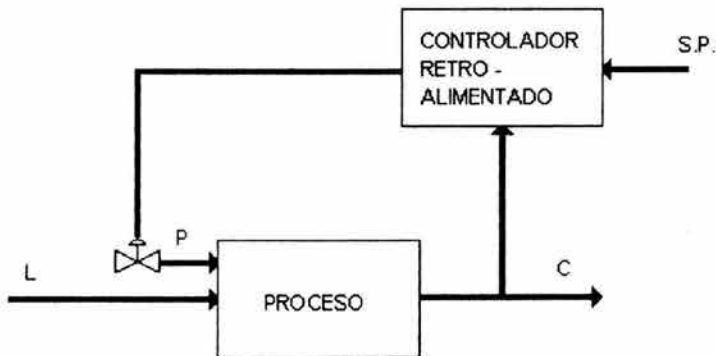 CONTROLADOR
RETRO -
ALIMENTADO
S.P.
P
L
C
PROCESO